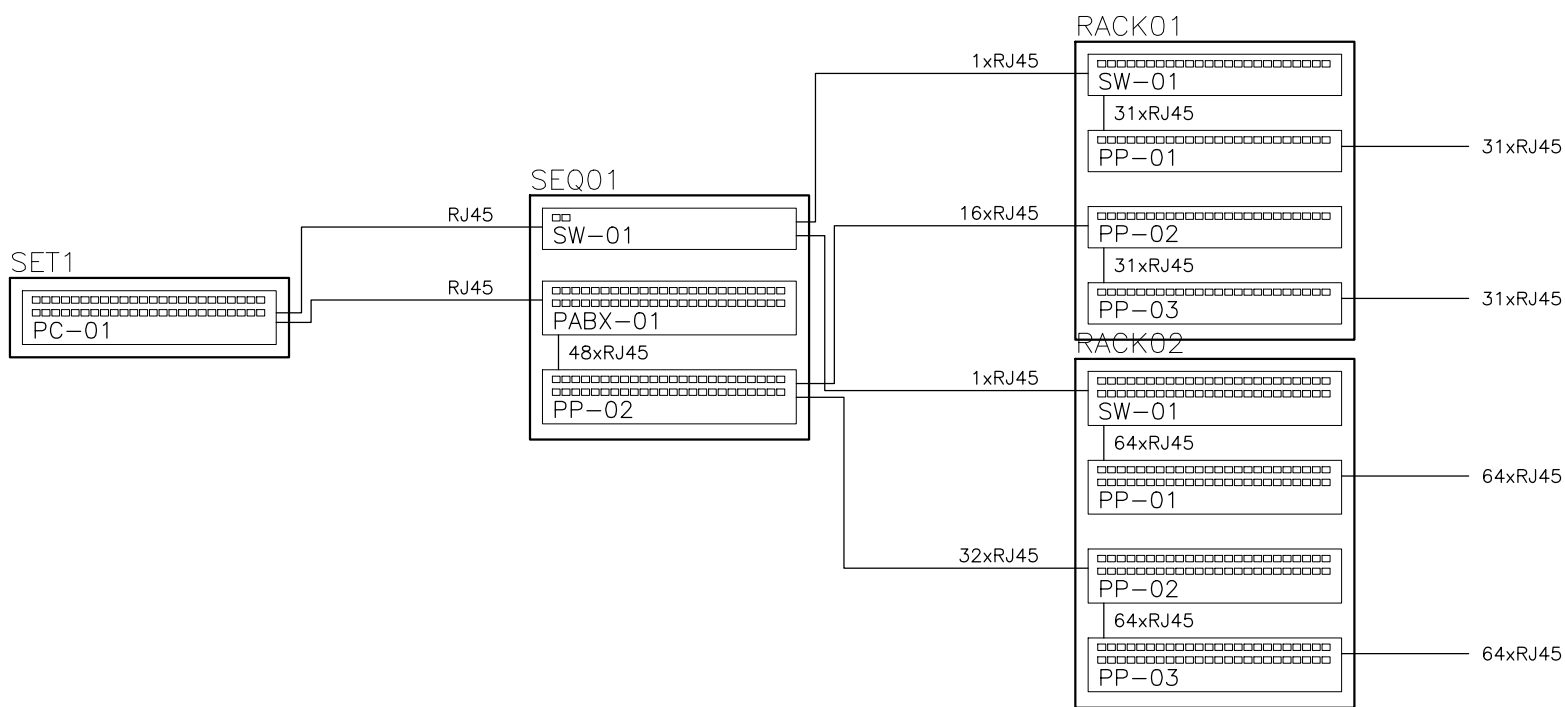 RACK01
1xRJ45
SW-01
31xRJ45
PP-01
31xRJ45
SEQ01
RJ45
SW-01
16xRJ45
PP-02
31xRJ45
SET1
RJ45
PC-01
PABX-01
PP-03
31xRJ45
48xRJ45
RACK02
1xRJ45
PP-02
SW-01
64xRJ45
PP-01
64xRJ45
32xRJ45
PP-02
64xRJ45
PP-03
64xRJ45